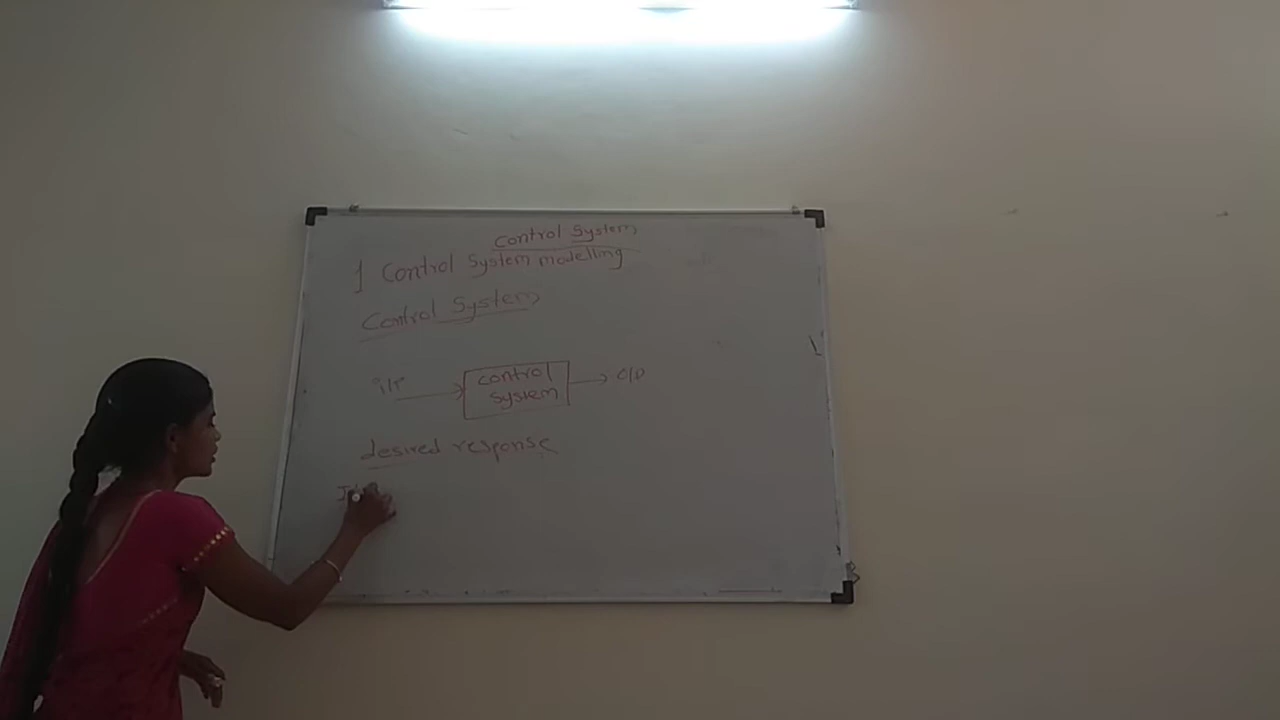 Control System
1 Control System modelling
Control System
i/P
control
system
O/P
desired response